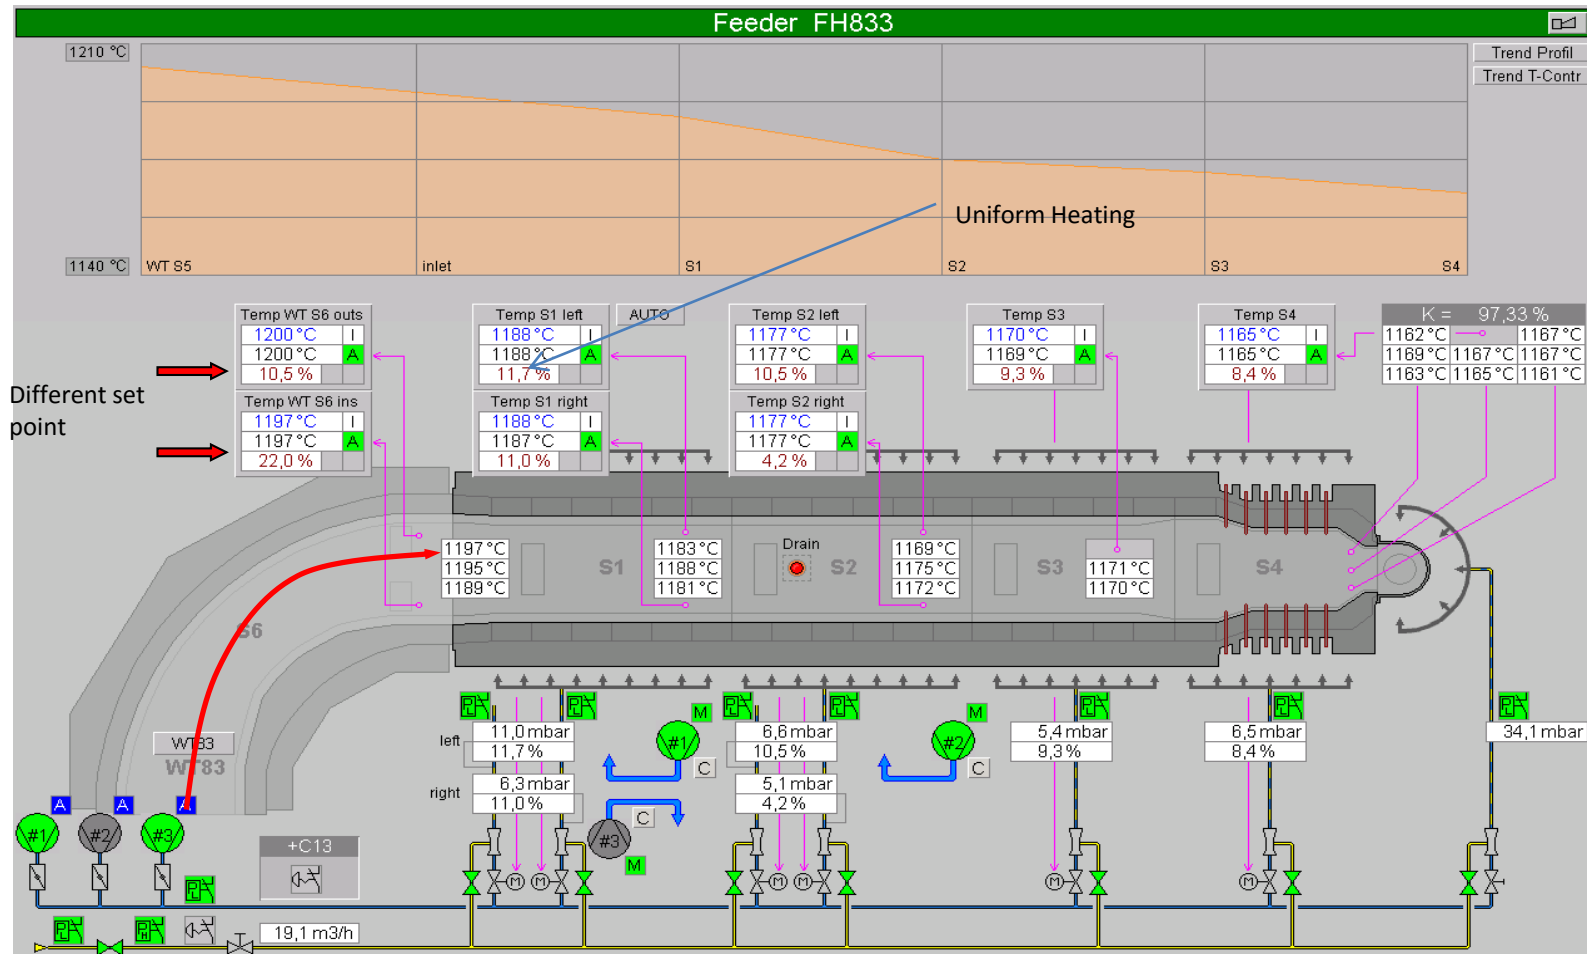 Feeder FH833
1210 °C
Trend Profil
Trend T-Contr
Uniform Heating
1140 °C
WT S5
inlet
S1
S2
S3
S4
Temp WT S6 outs
1200 °C I
1200 °C A
10,5 %
Temp S1 left
1188 °C I
1188 °C A
11,7 %
AUTO
Temp S2 left
1177 °C I
1177 °C A
10,5 %
Temp S3
1170 °C I
1169 °C A
9,3 %
Temp S4
1165 °C I
1165 °C A
8,4 %
K = 97,33 %
1162 °C 1167 °C
1169 °C 1167 °C 1167 °C
1163 °C 1165 °C 1161 °C
Different set
point
Temp WT S6 ins
1197 °C I
1197 °C A
22,0 %
Temp S1 right
1188 °C I
1187 °C A
11,0 %
Temp S2 right
1177 °C I
1177 °C A
4,2 %
1197 °C
1195 °C
1189 °C
S1
1183 °C
1188 °C
1181 °C
Drain
S2
1169 °C
1175 °C
1172 °C
S3
1171 °C
1170 °C
S4
S6
WT83
WT83
left
11,0 mbar
11,7 %
right
6,3 mbar
11,0 %
#1
M
C
#3
C
M
6,6 mbar
10,5 %
5,1 mbar
4,2 %
#2
M
C
5,4 mbar
9,3 %
6,5 mbar
8,4 %
34,1 mbar
A A A
#1 #2 #3
+C13
M M M M M M
19,1 m3/h